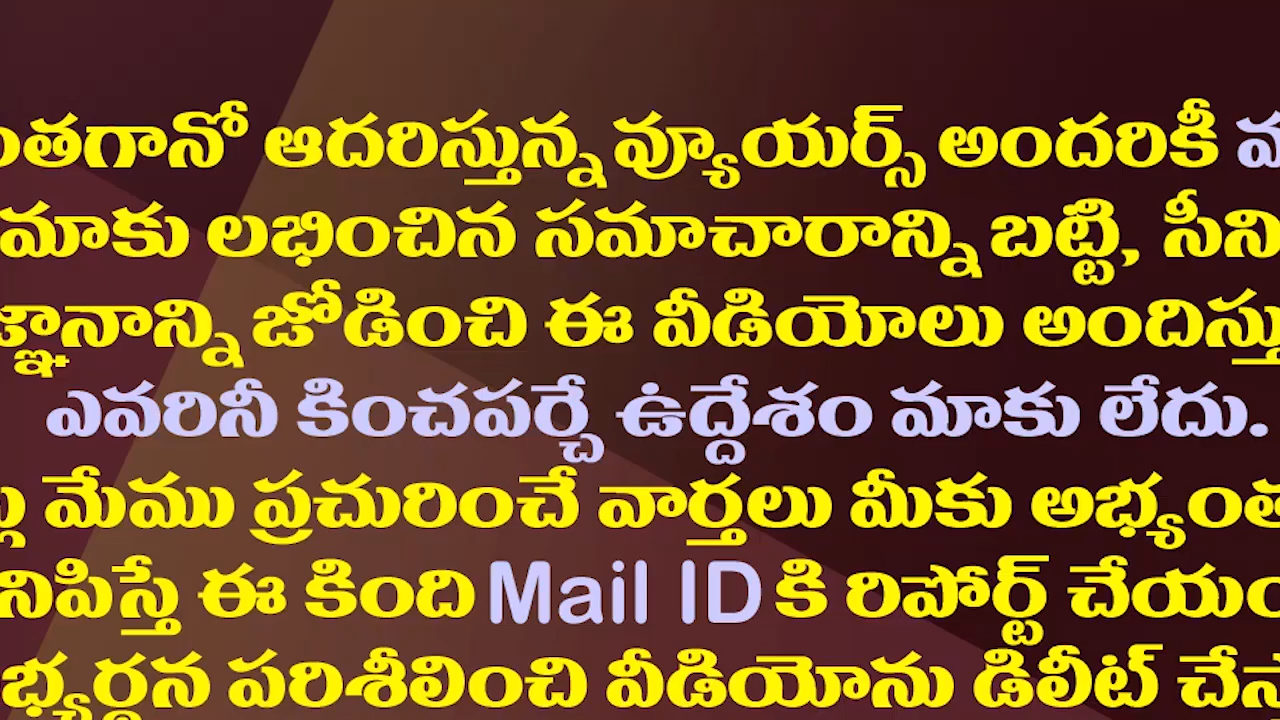 ంతగానో ఆదరిస్తున్న వ్యూయర్స్ అందరికీ
మాకు లభించిన సమాచారాన్ని బట్టి, సీని
జ్ఞానాన్ని జోడించి ఈ వీడియోలు అందిస్తు
ఎవరినీ కించపర్చే ఉద్దేశం మాకు లేదు.
మేము ప్రచురించే వార్తలు మీకు అభ్యంత
నిపిస్తే ఈ కింది Mail ID కి రిపోర్ట్ చేయం
భ్యర్థన పరిశీలించి వీడియోను డిలీట్ చేస